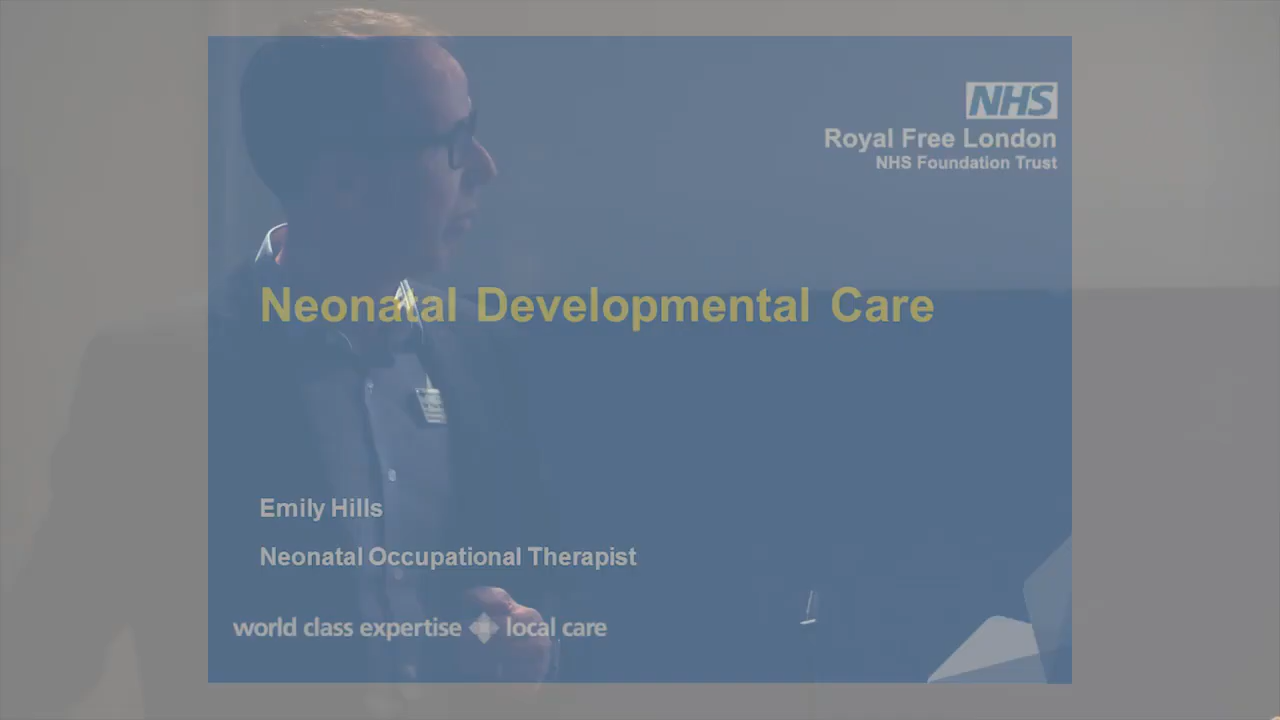 NHS
Royal Free London
NHS Foundation Trust
Neonatal Developmental Care
Emily Hills
Neonatal Occupational Therapist
world class expertise local care